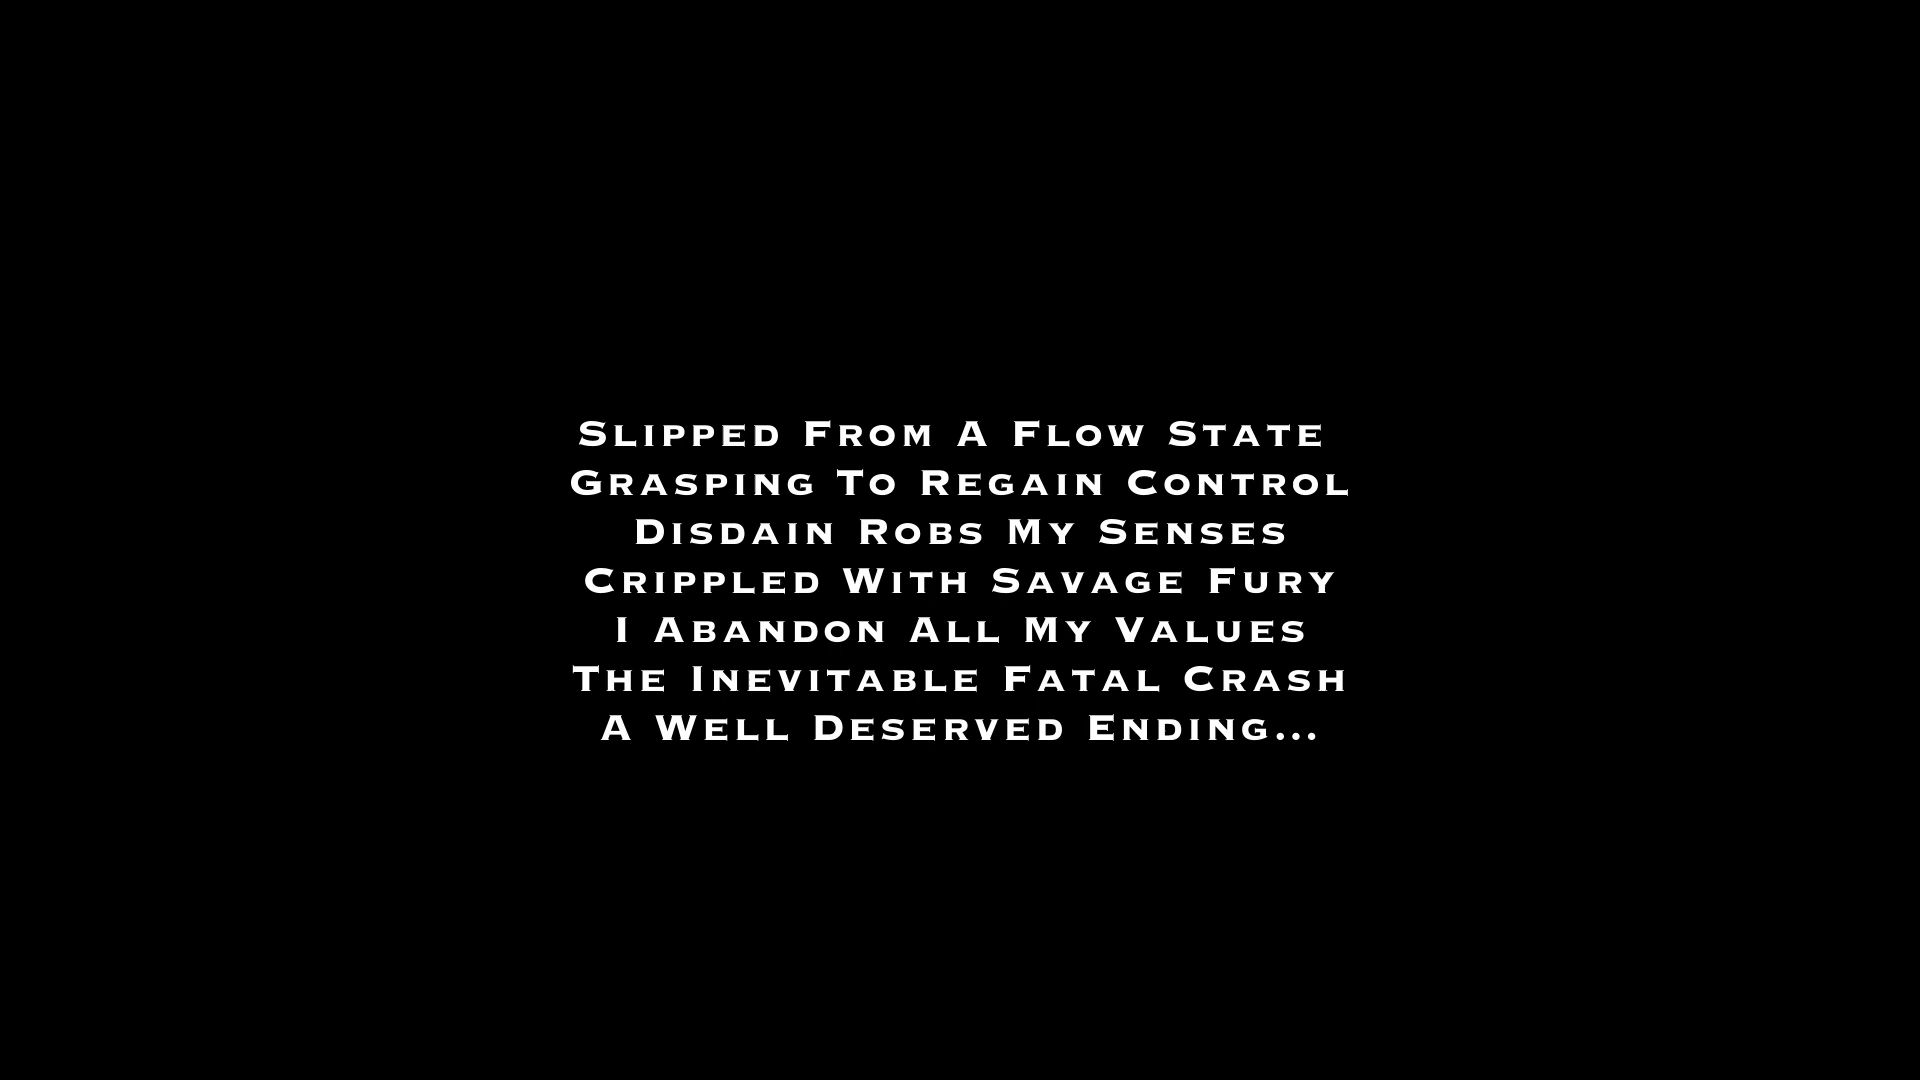 Slipped From A Flow State
Grasping To Regain Control
Disdain Robs My Senses
Crippled With Savage Fury
I Abandon All My Values
The Inevitable Fatal Crash
A Well Deserved Ending...